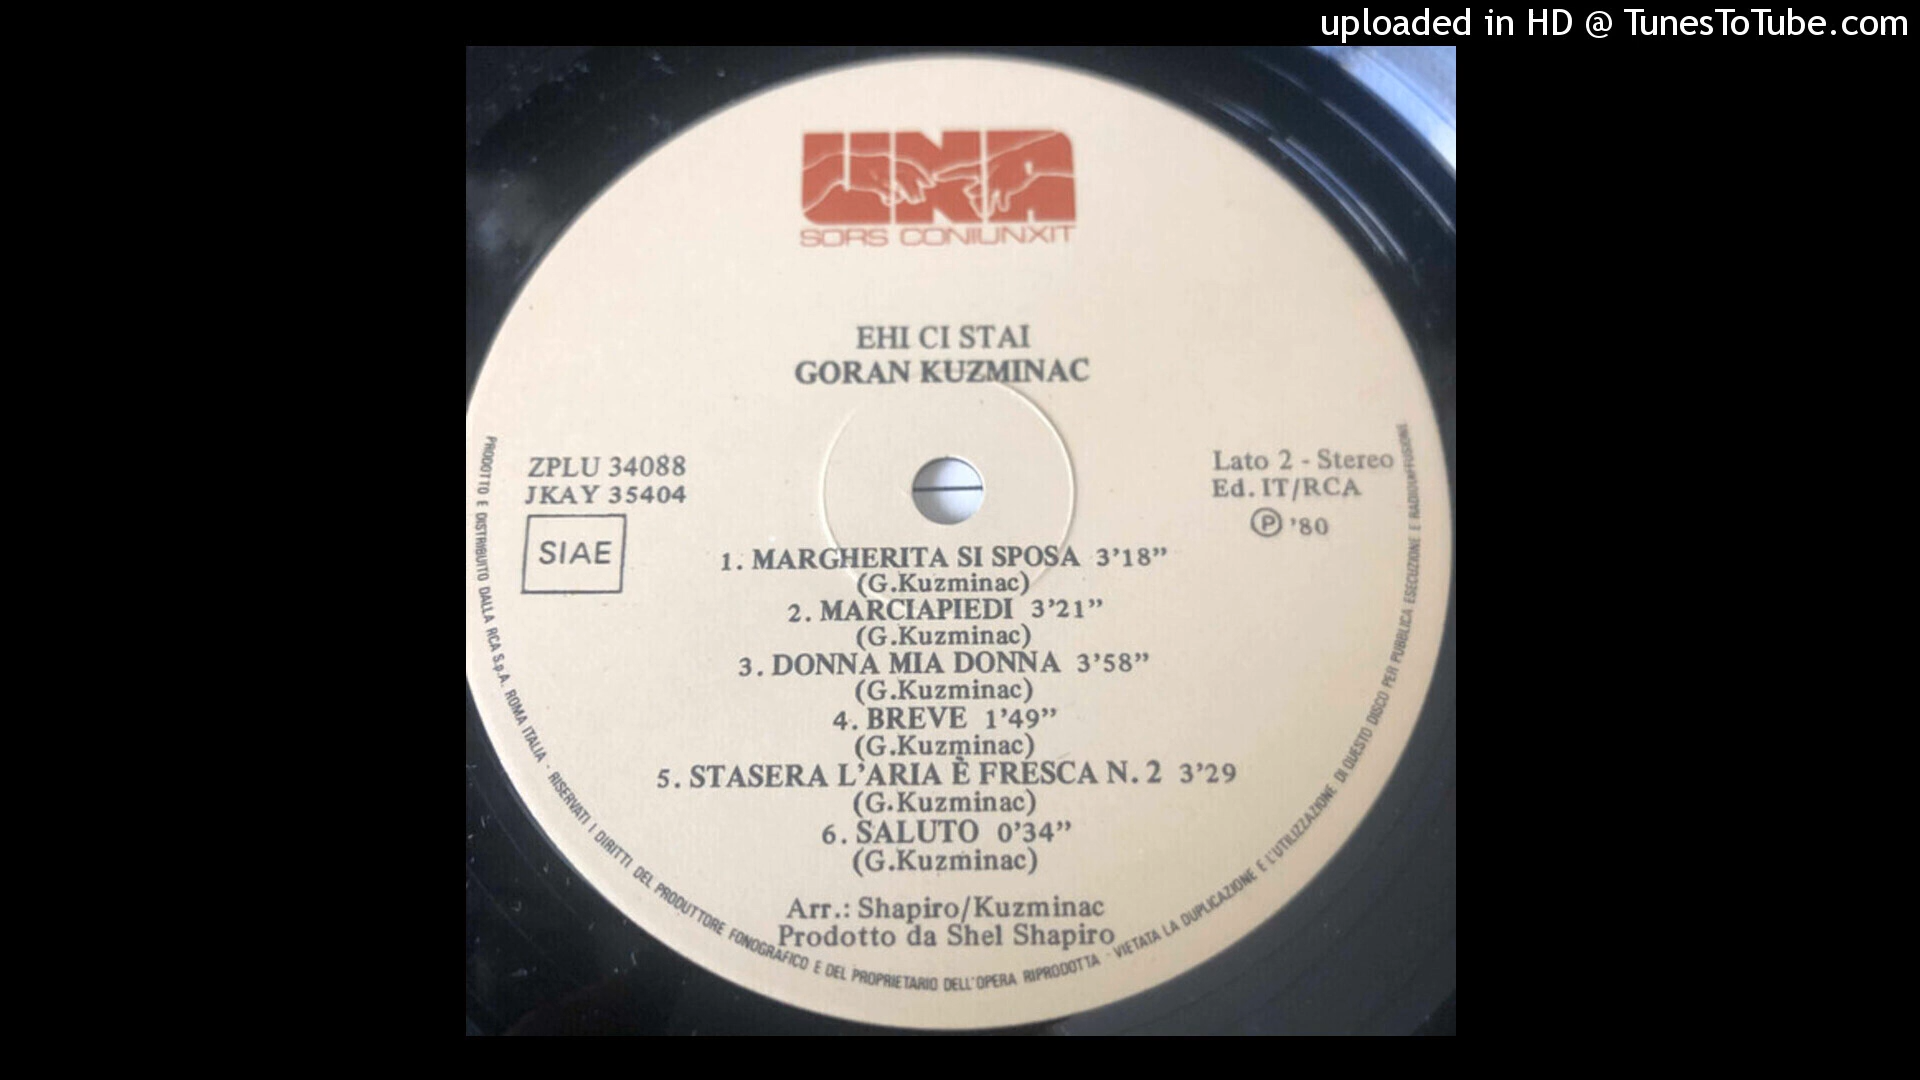 uploaded in HD @ TunesToTube.com
UNA
SORS CONIUNXIT
EHI CI STAI
GORAN KUZMINAC
ZPLU 34088
JKAY 35404
SIAE
Lato 2 - Stereo
Ed. IT/RCA
Ⓟ '80
1. MARGHERITA SI SPOSA 3'18”
(G.Kuzminac)
2. MARCIAPIEDI 3'21”
(G.Kuzminac)
3. DONNA MIA DONNA 3'58”
(G.Kuzminac)
4. BREVE 1'49”
(G.Kuzminac)
5. STASERA L'ARIA È FRESCA N. 2 3'29
(G.Kuzminac)
6. SALUTO 0'34”
(G.Kuzminac)
Arr.: Shapiro/Kuzminac
Prodotto da Shel Shapiro
PRODOTTO E DISTRIBUITO DALLA RCA S.p.A. ROMA ITALIA - RISERVATI I DIRITTI DEL PRODUTTORE FONOGRAFICO E DEL PROPRIETARIO DELL'OPERA RIPRODOTTA - VIETATA LA DUPLICAZIONE E L'UTILIZZAZIONE DI QUESTO DISCO PER PUBBLICA ESECUZIONE E RADIODIFFUSIONE